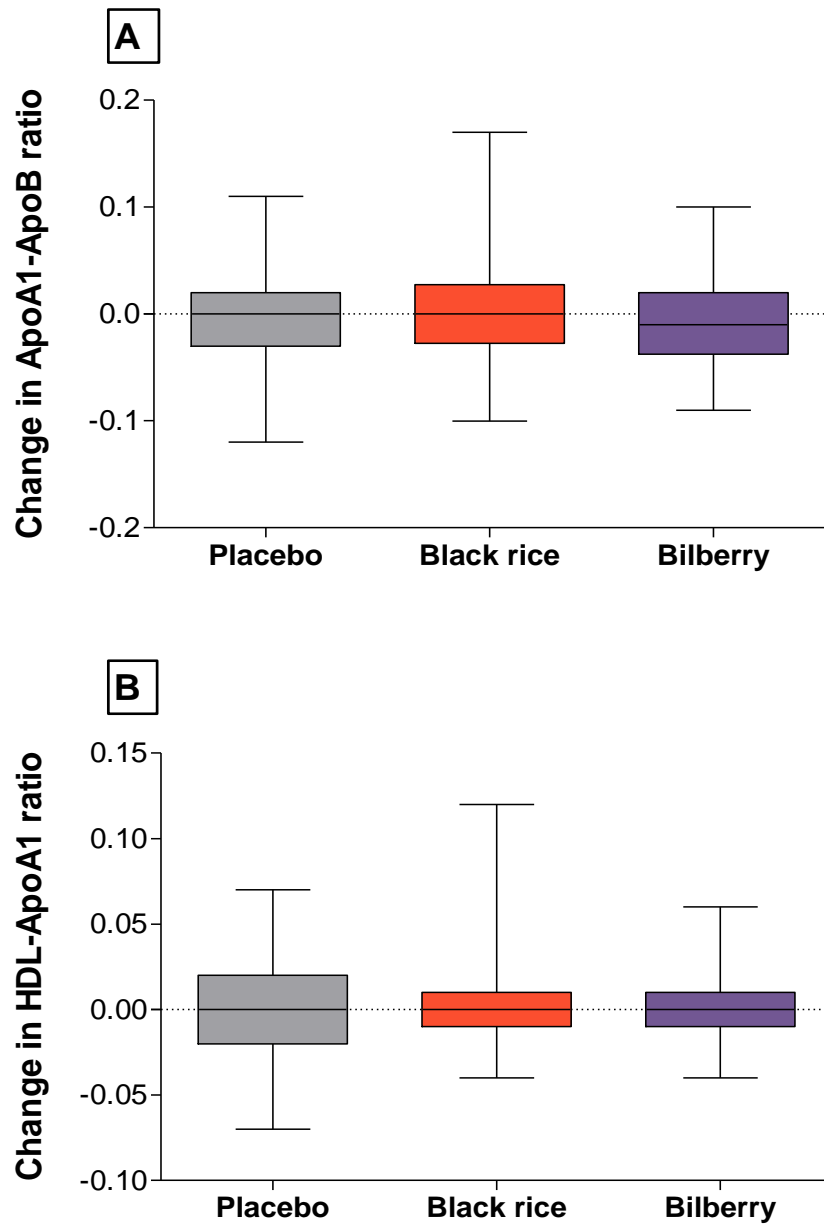 A
Change in ApoA1-ApoB ratio
0.2
0.1
0.0
-0.1
-0.2
Placebo Black rice Bilberry
B
Change in HDL-ApoA1 ratio
0.15
0.10
0.05
0.00
-0.05
-0.10
Placebo Black rice Bilberry